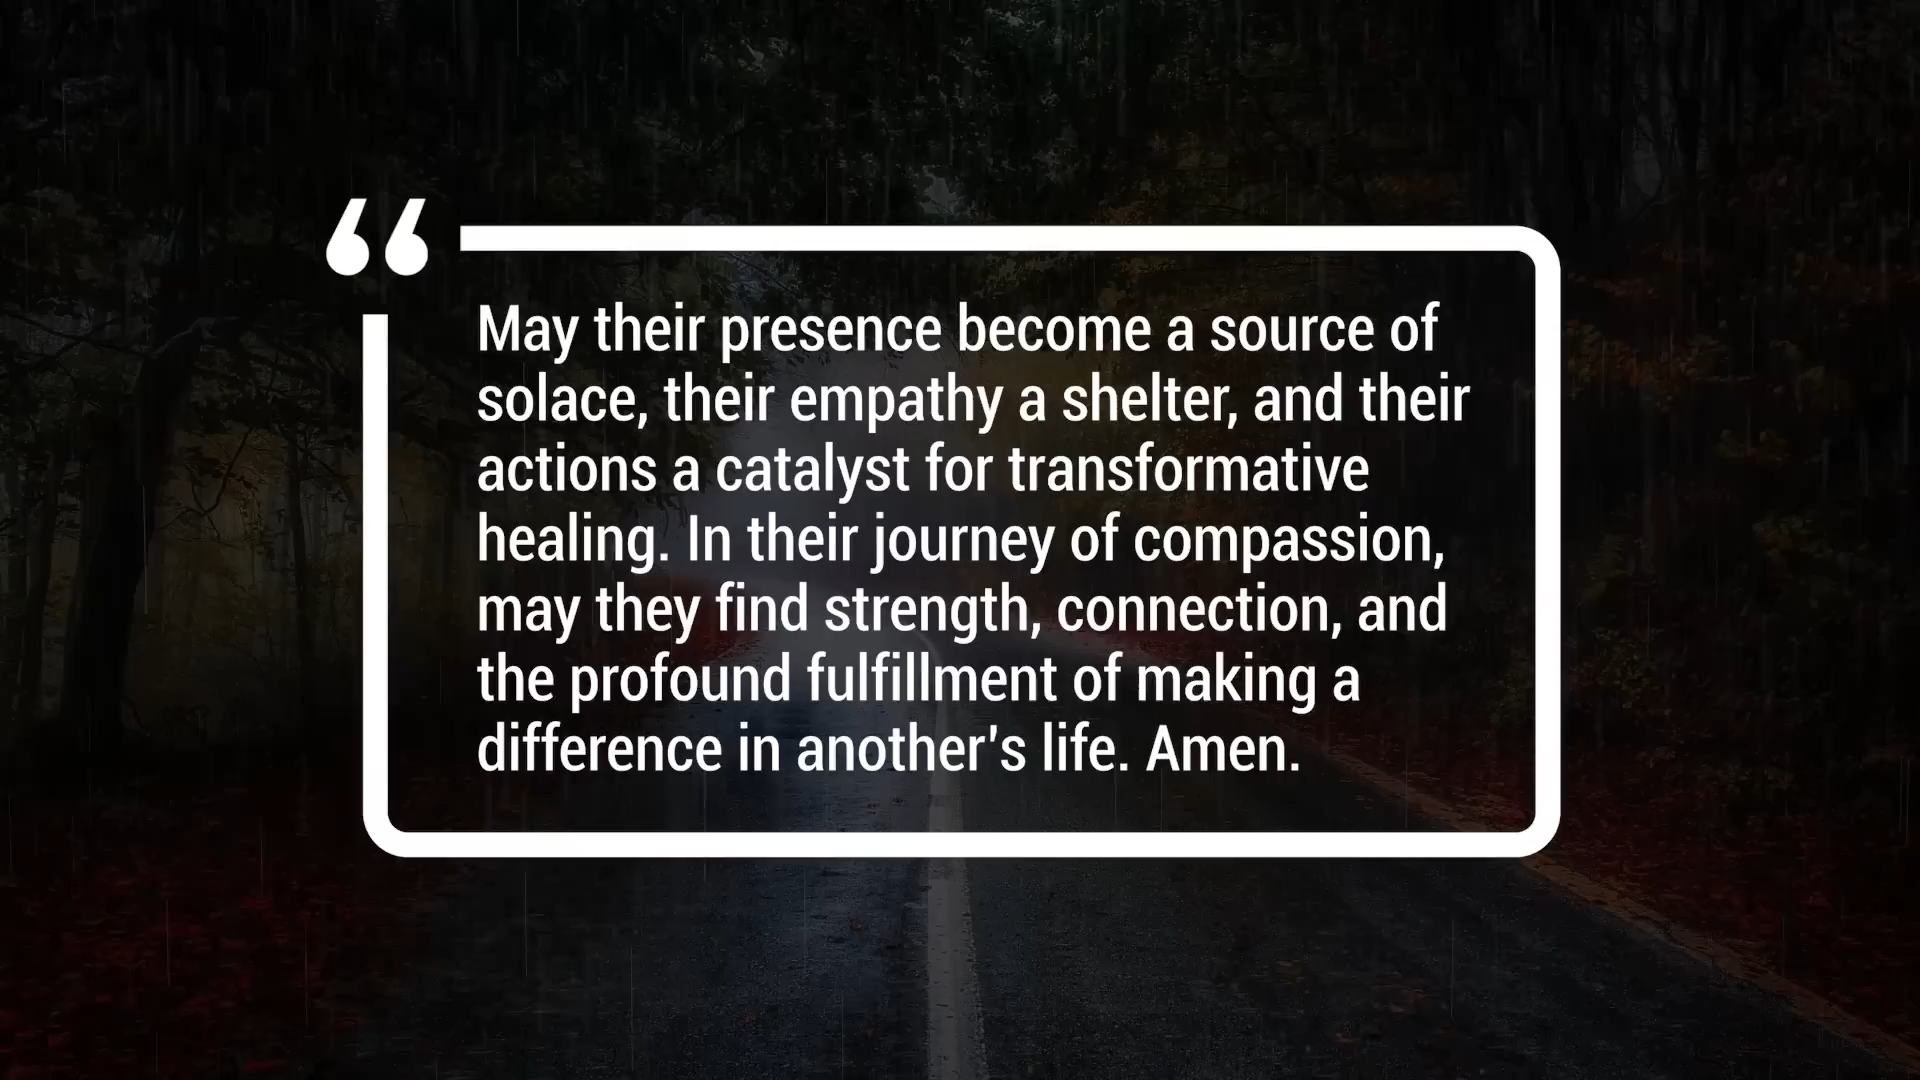 “
May their presence become a source of
solace, their empathy a shelter, and their
actions a catalyst for transformative
healing. In their journey of compassion,
may they find strength, connection, and
the profound fulfillment of making a
difference in another's life. Amen.